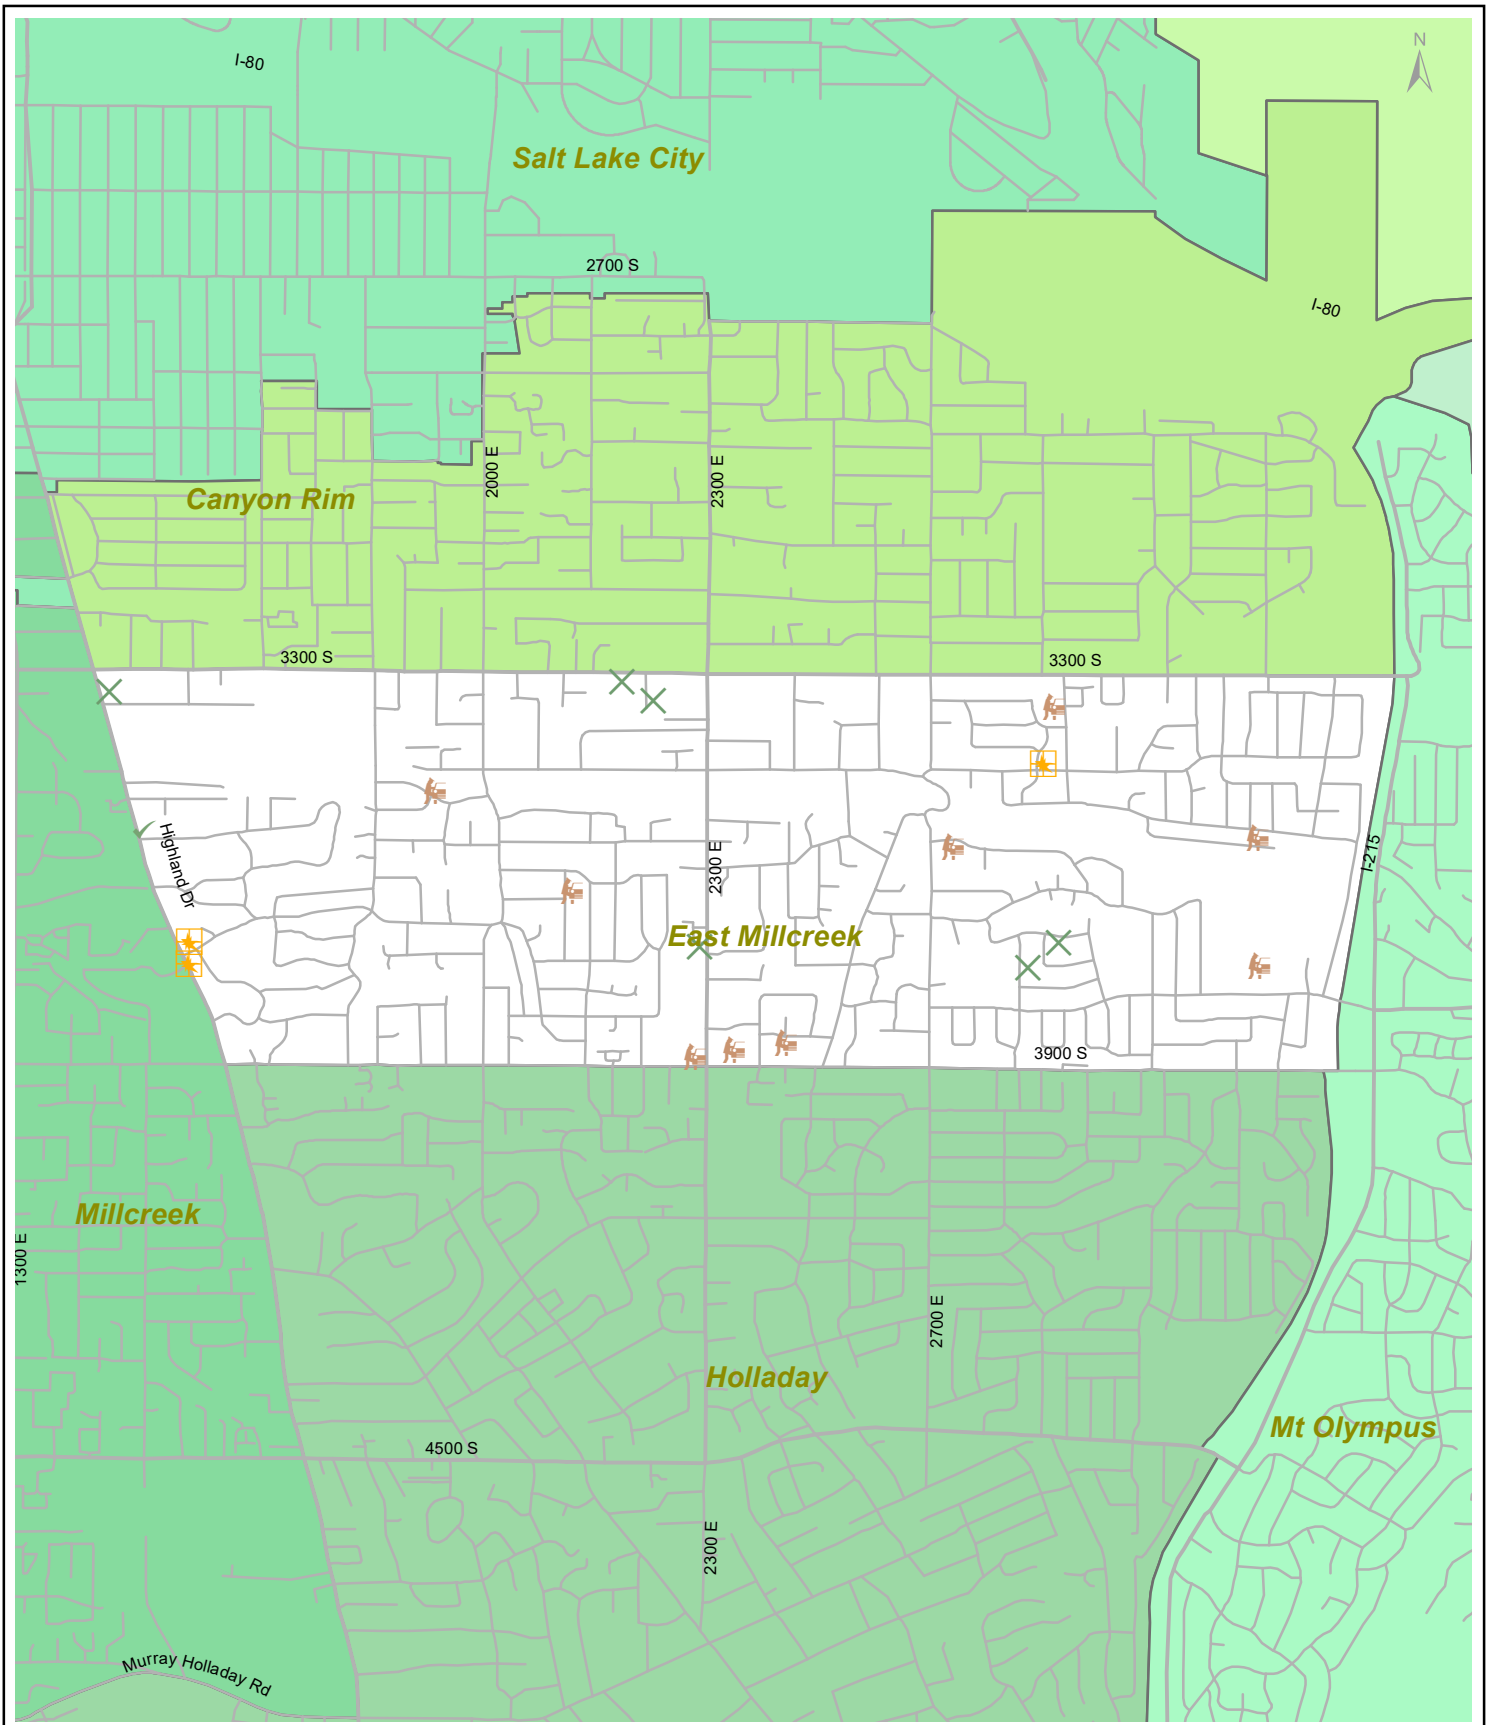 N
I-80
Salt Lake City
2700 S
I-80
2000 E
2300 E
Canyon Rim
3300 S
3300 S
Highland Dr
2300 E
I-215
East Millcreek
3900 S
Millcreek
1300 E
2700 E
Holladay
Mt Olympus
4500 S
2300 E
Murray Holladay Rd